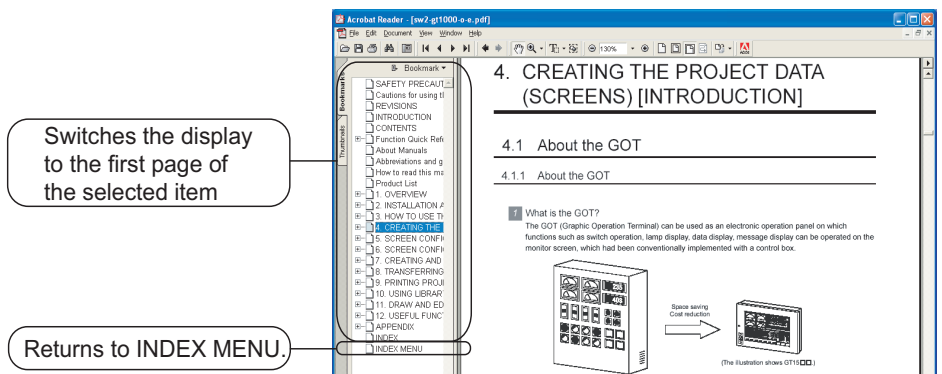 Acrobat Reader - [sw2-gt1000-o-e.pdf]
File Edit Document View Window Help
130%
Bookmarks
Thumbnails
Bookmark
SAFETY PRECAUT
Cautions for using tl
REVISIONS
INTRODUCTION
CONTENTS
Function Quick Refe
About Manuals
Abbreviations and g
How to read this ma
Product List
1. OVERVIEW
2. INSTALLATION A
3. HOW TO USE TH
4. CREATING THE
5. SCREEN CONFI
6. SCREEN CONFI
7. CREATING AND
8. TRANSFERRING
9. PRINTING PROJ
10. USING LIBRAR
11. DRAW AND ED
12. USEFUL FUNC
APPENDIX
INDEX
INDEX MENU
Switches the display
to the first page of
the selected item
Returns to INDEX MENU.
4. CREATING THE PROJECT DATA
(SCREENS) [INTRODUCTION]
4.1 About the GOT
4.1.1 About the GOT
1 What is the GOT?
The GOT (Graphic Operation Terminal) can be used as an electronic operation panel on which
functions such as switch operation, lamp display, data display, message display can be operated on the
monitor screen, which had been conventionally implemented with a control box.
Space saving
Cost reduction
(The illustration shows GT15□□.)